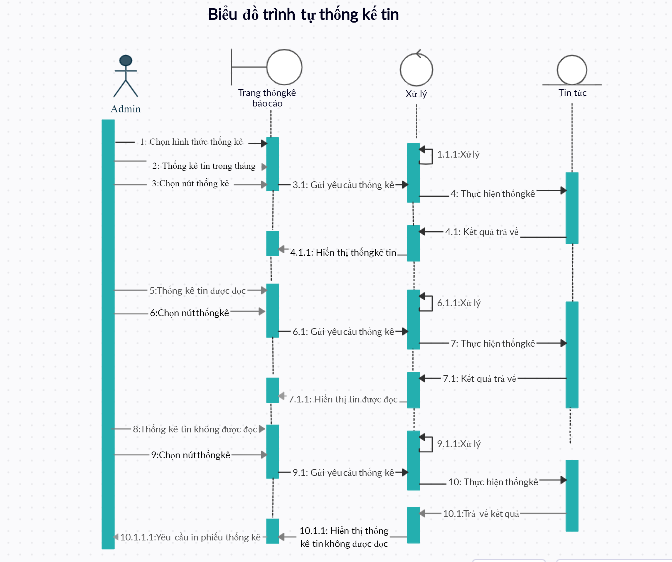 Biểu đồ trình tự thống kê tin
Admin
Trang thống kê
báo cáo
Xử lý
Tin tức
1: Chọn hình thức thống kê
1.1.1:Xử lý
2: Thống kê tin trong tháng
3:Chọn nút thống kê
3.1: Gửi yêu cầu thống kê
4: Thực hiện thống kê
4.1: Kết quả trả về
4.1.1: Hiển thị thống kê tin
5:Thống kê tin được đọc
6.1.1:Xử lý
6:Chọn nút thống kê
6.1: Gửi yêu cầu thống kê
7: Thực hiện thống kê
7.1: Kết quả trả về
7.1.1: Hiển thị tin được đọc
8:Thống kê tin không được đọc
9.1.1:Xử lý
9:Chọn nút thống kê
9.1: Gửi yêu cầu thống kê
10: Thực hiện thống kê
10.1:Trả về kết quả
10.1.1.1:Yêu cầu in phiếu thống kê
10.1.1: Hiển thị thống
kê tin không được đọc